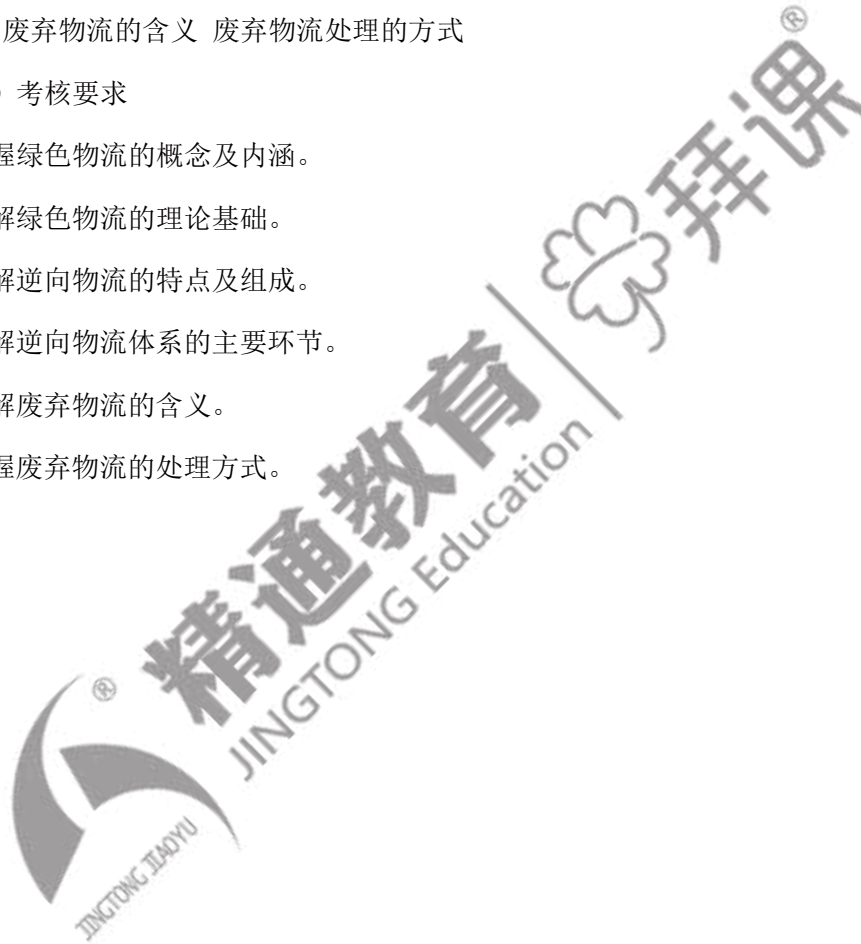 废弃物流的含义 废弃物流处理的方式
）考核要求
握绿色物流的概念及内涵。
解绿色物流的理论基础。
解逆向物流的特点及组成。
解逆向物流体系的主要环节。
解废弃物流的含义。
握废弃物流的处理方式。
® 拜课
精通教育
JINGTONG Education
®
JINGTONG JIAOYU